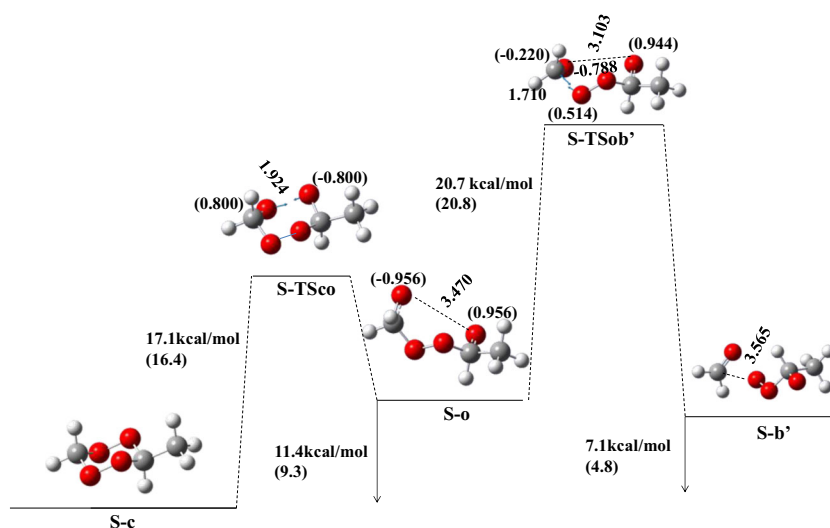 (-0.220)
3.103
(0.944)
-0.788
1.710
(0.514)
S-TSob’
(0.800)
1.924
(-0.800)
20.7 kcal/mol
(20.8)
S-TSco
(-0.956)
3.470
(0.956)
17.1kcal/mol
(16.4)
3.565
S-o
S-b’
11.4kcal/mol
(9.3)
7.1kcal/mol
(4.8)
S-c